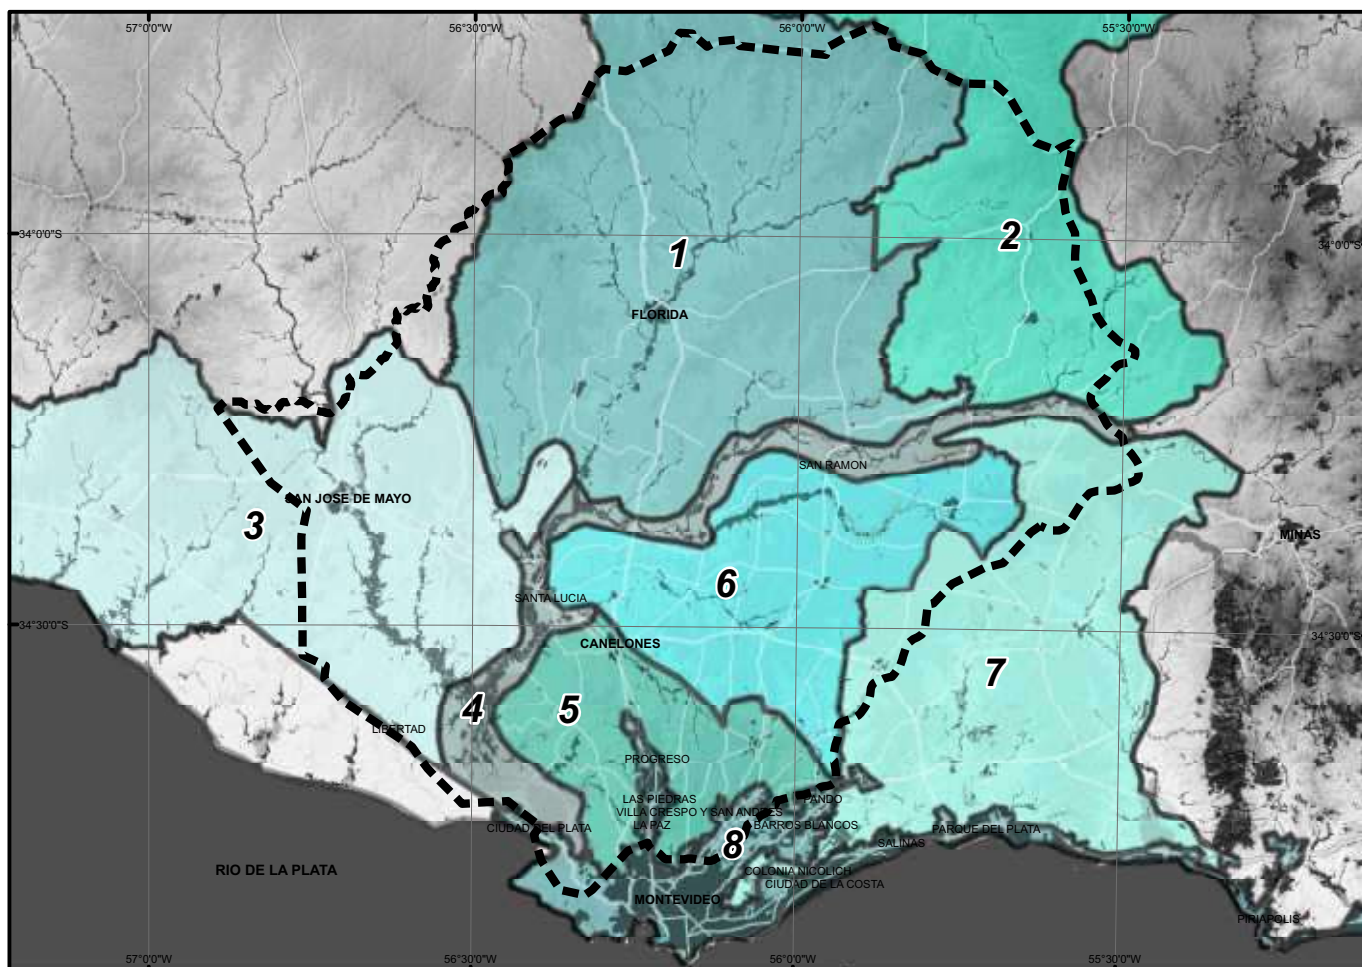 57°0'0"W 56°30'0"W 56°0'0"W 55°30'0"W
34°0'0"S 34°0'0"S
1
2
FLORIDA
SAN RAMON
SAN JOSE DE MAYO
3
MINAS
6
SANTA LUCIA
34°30'0"S 34°30'0"S
CANELONES
7
4
5
LIBERTAD
PROGRESO
LAS PIEDRAS
PANDO
VILLA CRESPO Y SAN ANDRES
CIUDAD DEL PLATA
LA PAZ
BARROS BLANCOS
PARQUE DEL PLATA
8
SALINAS
RIO DE LA PLATA
COLONIA NICOLICH
CIUDAD DE LA COSTA
MONTEVIDEO
PIRIAPOLIS
57°0'0"W 56°30'0"W 56°0'0"W 55°30'0"W